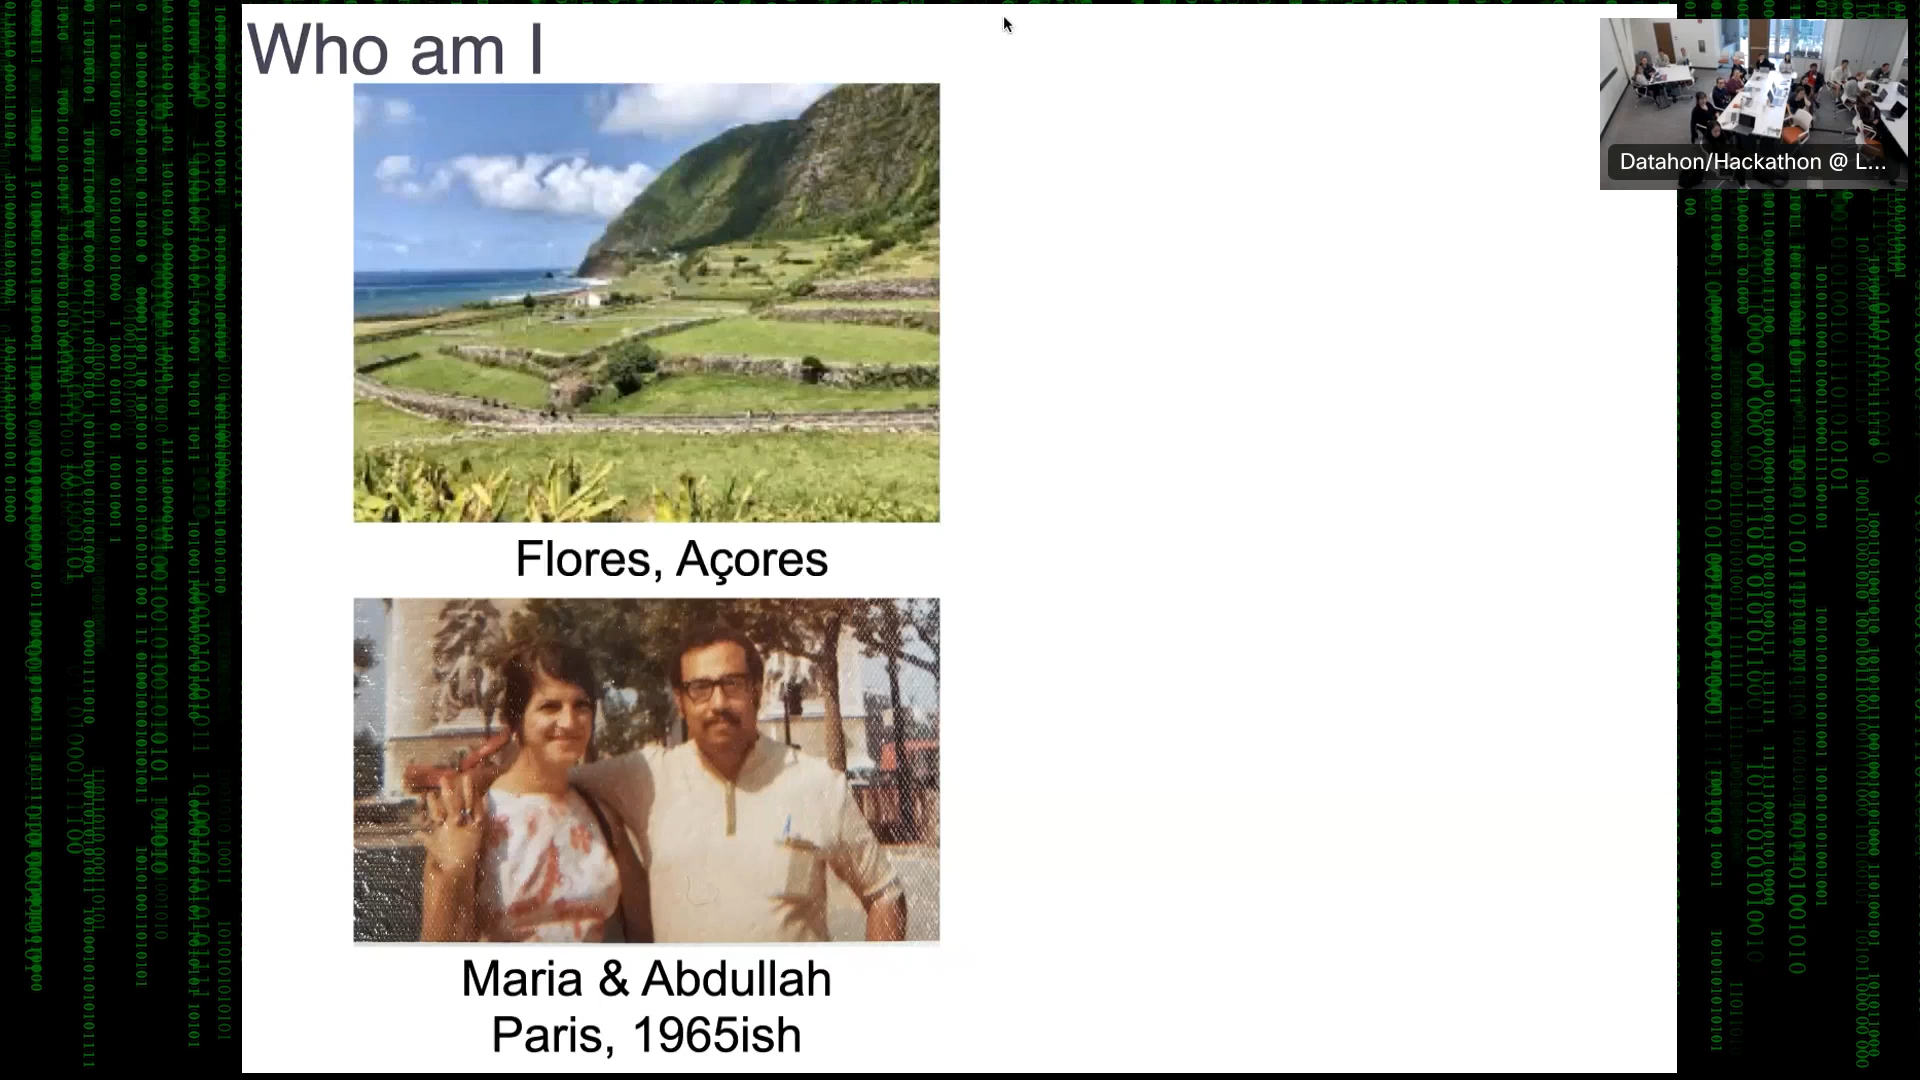 Who am I
Datahon/Hackathon @ L...
Flores, Açores
Maria & Abdullah
Paris, 1965ish